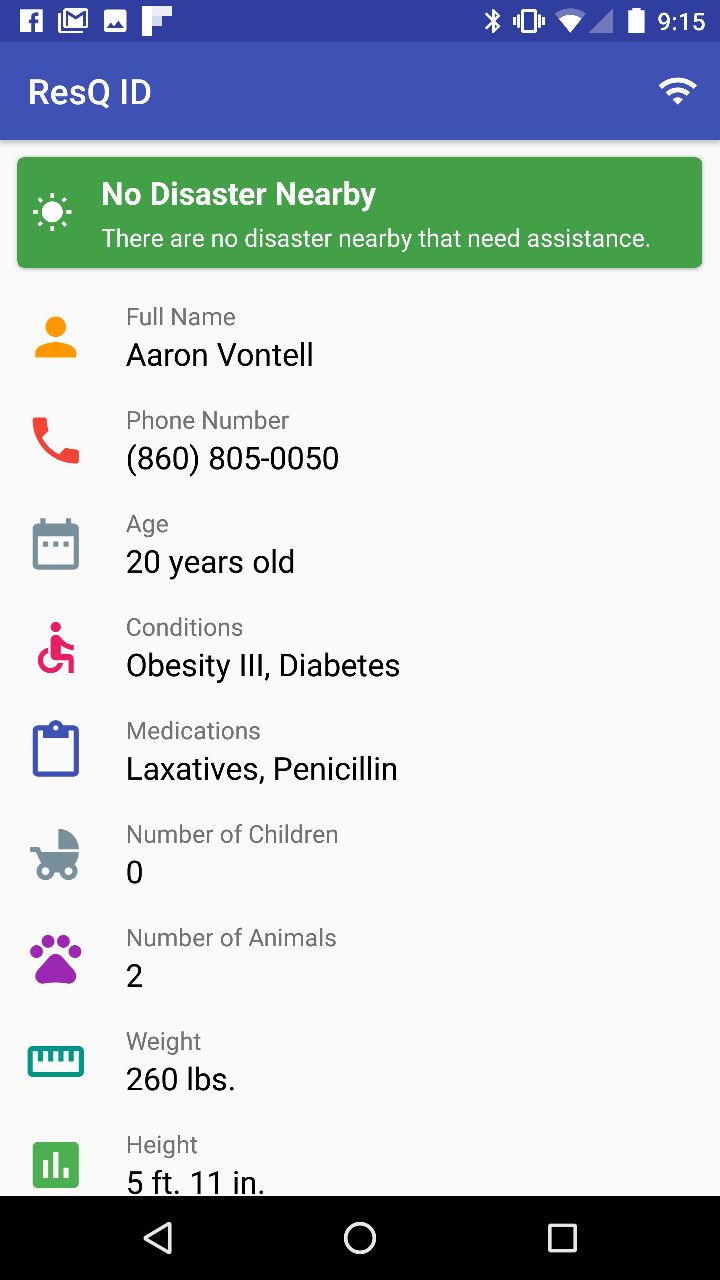 9:15
ResQ ID
No Disaster Nearby
There are no disaster nearby that need assistance.
Full Name
Aaron Vontell
Phone Number
(860) 805-0050
Age
20 years old
Conditions
Obesity III, Diabetes
Medications
Laxatives, Penicillin
Number of Children
0
Number of Animals
2
Weight
260 lbs.
Height
5 ft. 11 in.